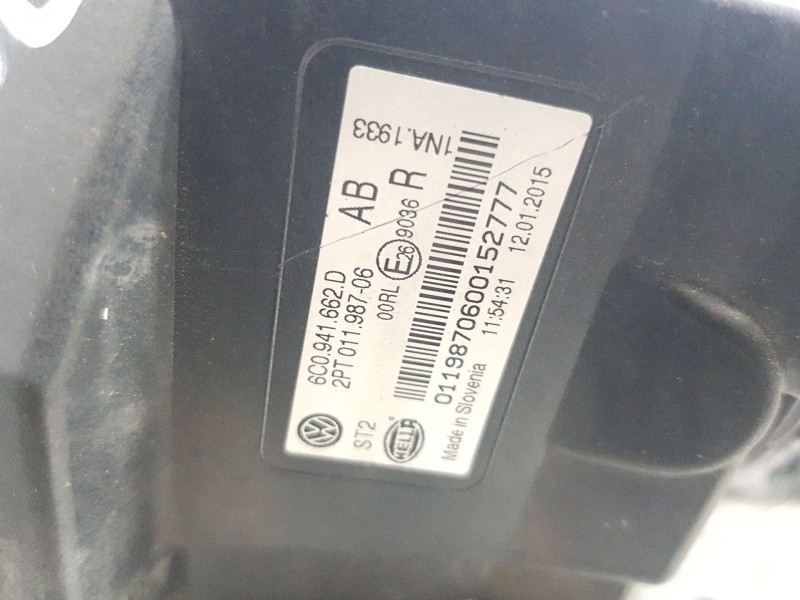 6C0.941.662.D AB
2PT 011.987-06
1NA.1933
ST2 00RL E26 9036 R
HELLA
0119870600152777
Made in Slovenia 11:54:31 12.01.2015